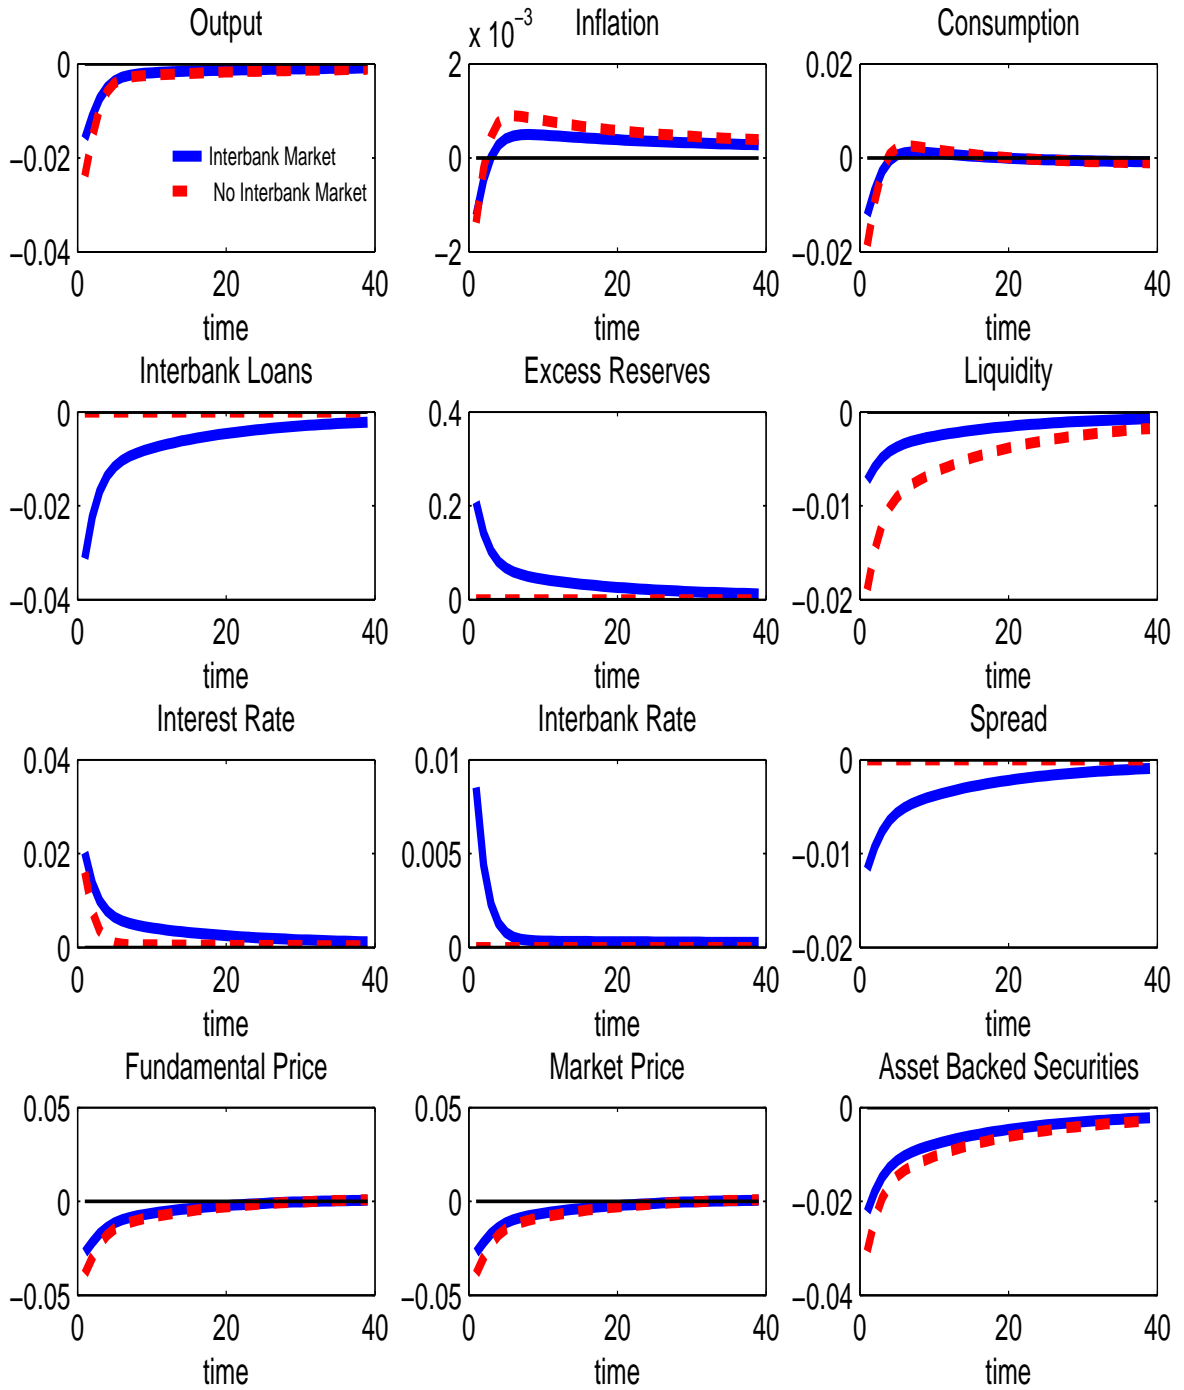 Output
x 10−3 Inflation
Consumption
0
−0.02
−0.04
0 20 40
time
Interbank Market
No Interbank Market
2
0
−2
0 20 40
time
0.02
0
−0.02
0 20 40
time
Interbank Loans
Excess Reserves
Liquidity
0
−0.02
−0.04
0 20 40
time
0.4
0.2
0
0 20 40
time
0
−0.01
−0.02
0 20 40
time
Interest Rate
Interbank Rate
Spread
0.04
0.02
0
0 20 40
time
0.01
0.005
0
0 20 40
time
0
−0.01
−0.02
0 20 40
time
Fundamental Price
Market Price
Asset Backed Securities
0.05
0
−0.05
0 20 40
time
0.05
0
−0.05
0 20 40
time
0
−0.02
−0.04
0 20 40
time